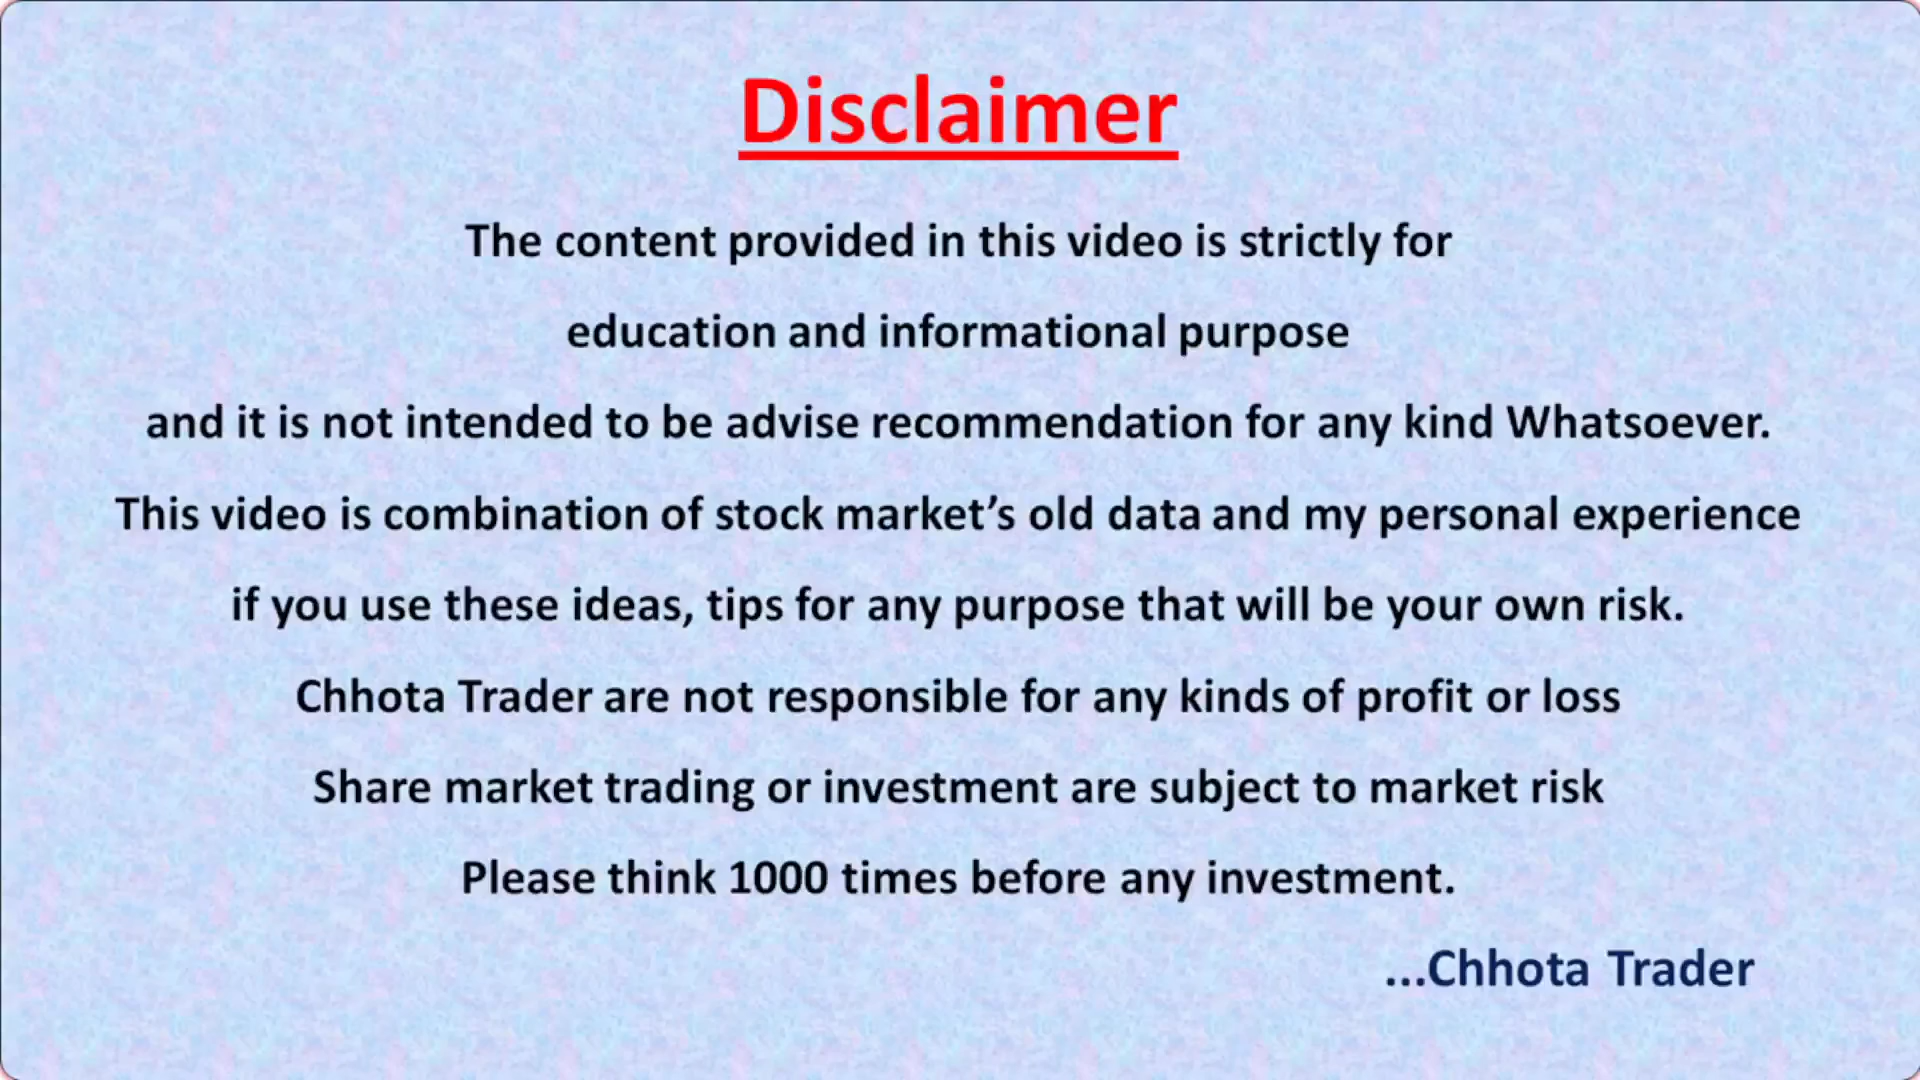 Disclaimer
The content provided in this video is strictly for
education and informational purpose
and it is not intended to be advise recommendation for any kind Whatsoever.
This video is combination of stock market’s old data and my personal experience
if you use these ideas, tips for any purpose that will be your own risk.
Chhota Trader are not responsible for any kinds of profit or loss
Share market trading or investment are subject to market risk
Please think 1000 times before any investment.
...Chhota Trader